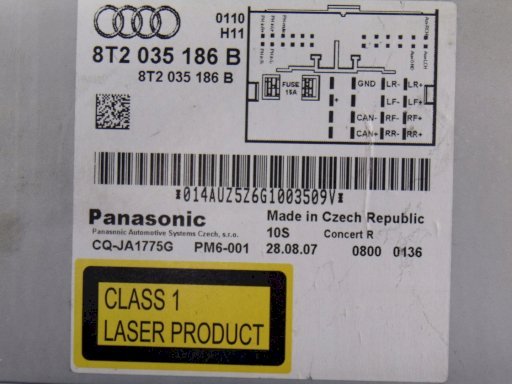 0110
H11
8T2 035 186 B
8T2 035 186 B
FUSE
15A
GND LR- LR+
+ LF- LF+
CAN- RF- RF+
CAN+ RR- RR+
*014AUZ5Z6G1003509V*
Panasonic
Panasonic Automotive Systems Czech, s.r.o.
CQ-JA1775G PM6-001
Made in Czech Republic
10S Concert R
28.08.07 0800 0136
CLASS 1
LASER PRODUCT